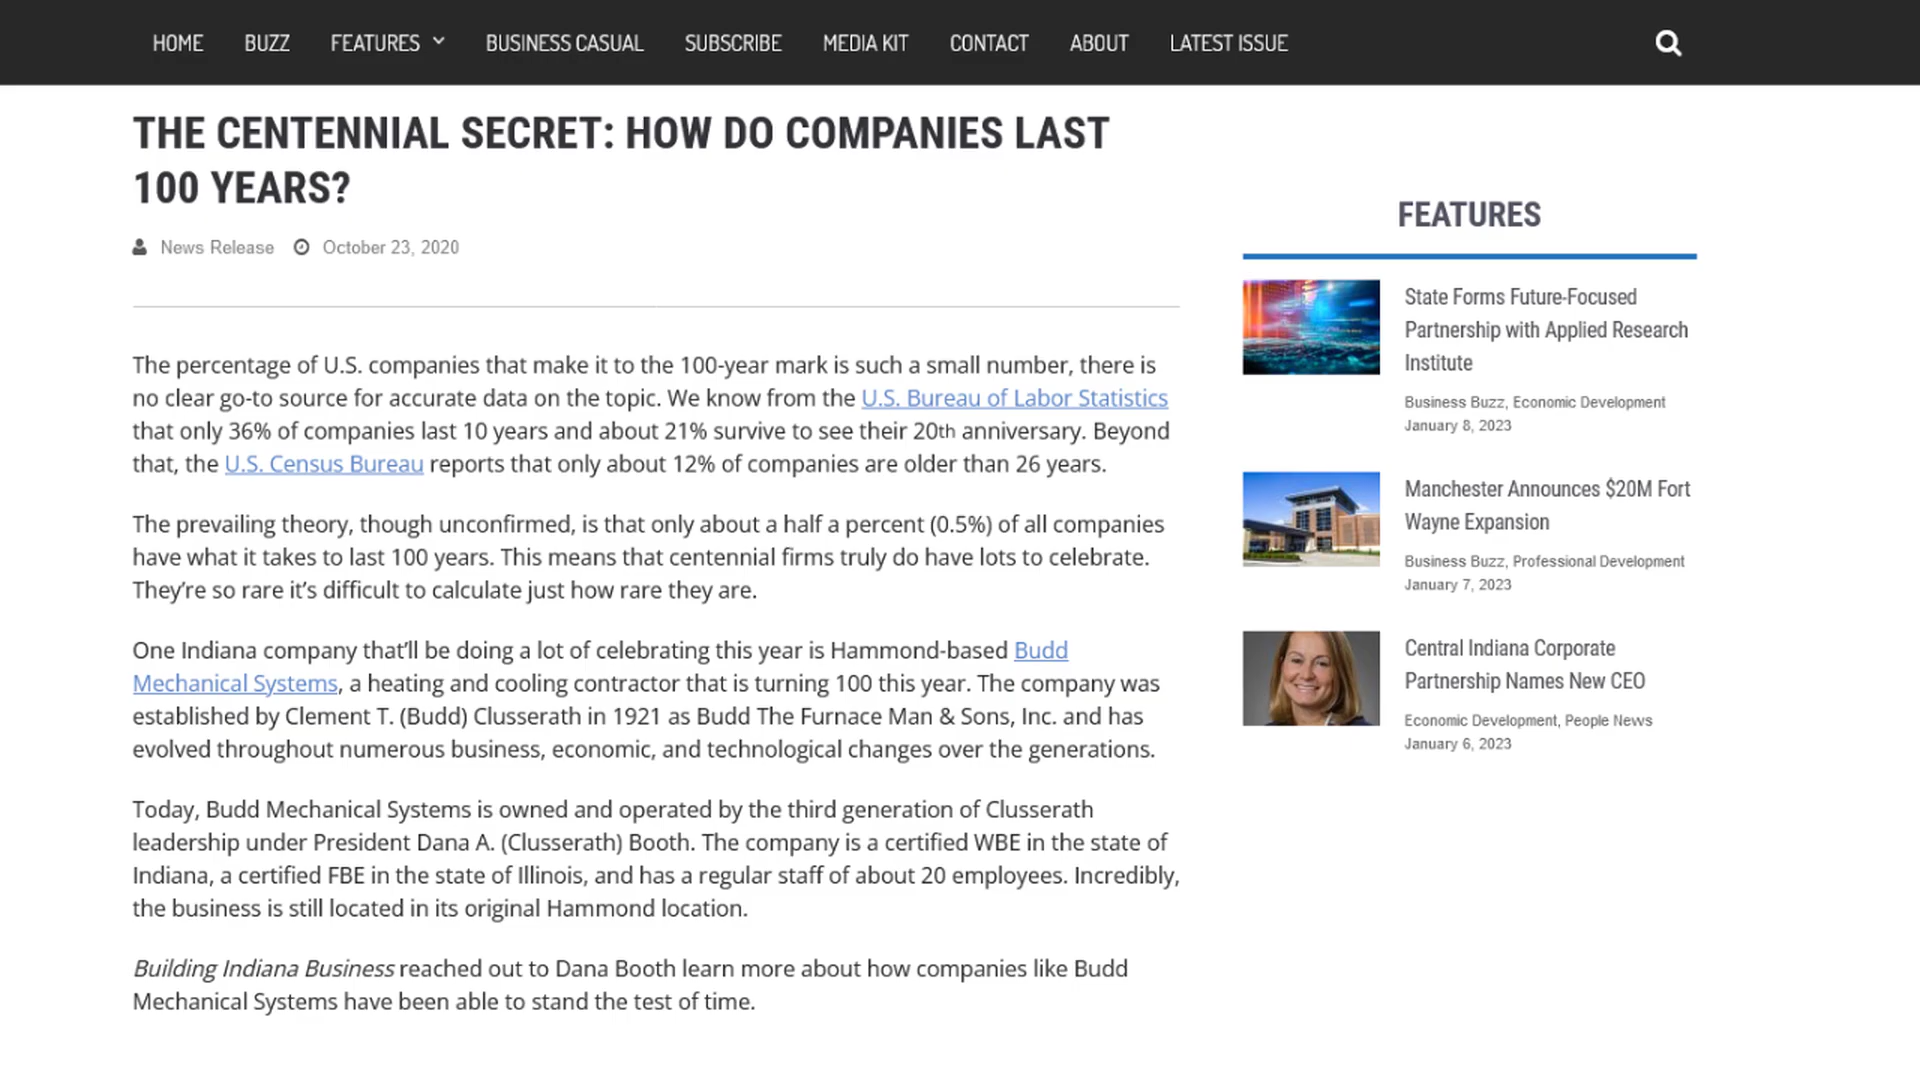 HOME BUZZ FEATURES BUSINESS CASUAL SUBSCRIBE MEDIA KIT CONTACT ABOUT LATEST ISSUE
THE CENTENNIAL SECRET: HOW DO COMPANIES LAST
100 YEARS?
News Release October 23, 2020
The percentage of U.S. companies that make it to the 100-year mark is such a small number, there is
no clear go-to source for accurate data on the topic. We know from the U.S. Bureau of Labor Statistics
that only 36% of companies last 10 years and about 21% survive to see their 20th anniversary. Beyond
that, the U.S. Census Bureau reports that only about 12% of companies are older than 26 years.
The prevailing theory, though unconfirmed, is that only about a half a percent (0.5%) of all companies
have what it takes to last 100 years. This means that centennial firms truly do have lots to celebrate.
They’re so rare it’s difficult to calculate just how rare they are.
One Indiana company that’ll be doing a lot of celebrating this year is Hammond-based Budd
Mechanical Systems, a heating and cooling contractor that is turning 100 this year. The company was
established by Clement T. (Budd) Clusserath in 1921 as Budd The Furnace Man & Sons, Inc. and has
evolved throughout numerous business, economic, and technological changes over the generations.
Today, Budd Mechanical Systems is owned and operated by the third generation of Clusserath
leadership under President Dana A. (Clusserath) Booth. The company is a certified WBE in the state of
Indiana, a certified FBE in the state of Illinois, and has a regular staff of about 20 employees. Incredibly,
the business is still located in its original Hammond location.
Building Indiana Business reached out to Dana Booth learn more about how companies like Budd
Mechanical Systems have been able to stand the test of time.
FEATURES
State Forms Future-Focused
Partnership with Applied Research
Institute
Business Buzz, Economic Development
January 8, 2023
Manchester Announces $20M Fort
Wayne Expansion
Business Buzz, Professional Development
January 7, 2023
Central Indiana Corporate
Partnership Names New CEO
Economic Development, People News
January 6, 2023